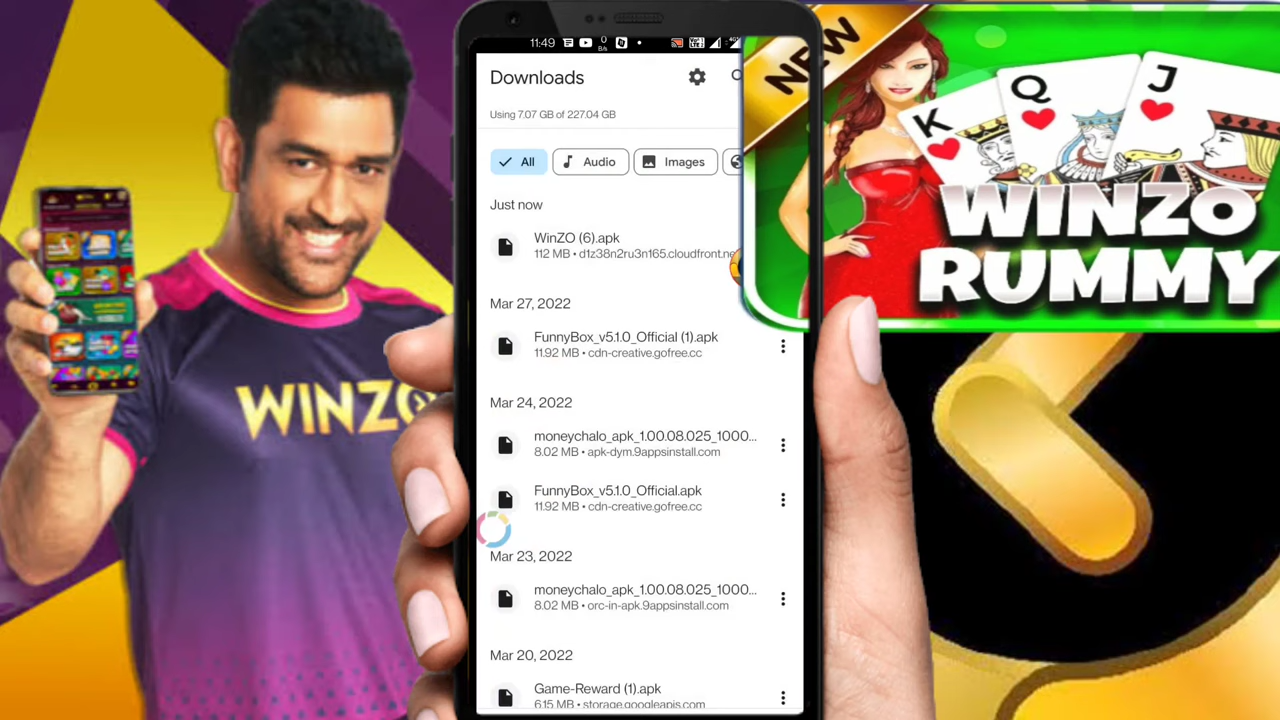 WINZO
11:49
0
B/s
4G
Downloads
Using 7.07 GB of 227.04 GB
All
Audio
Images
Just now
WinZO (6).apk
112 MB • d1z38n2ru3n165.cloudfront.ne
Mar 27, 2022
FunnyBox_v5.1.0_Official (1).apk
11.92 MB • cdn-creative.gofree.cc
Mar 24, 2022
moneychalo_apk_1.00.08.025_1000...
8.02 MB • apk-dym.9appsinstall.com
FunnyBox_v5.1.0_Official.apk
11.92 MB • cdn-creative.gofree.cc
Mar 23, 2022
moneychalo_apk_1.00.08.025_1000...
8.02 MB • orc-in-apk.9appsinstall.com
Mar 20, 2022
Game-Reward (1).apk
6.15 MB • storage.googleapis.com
NEW
K
Q
J
WINZO
RUMMY